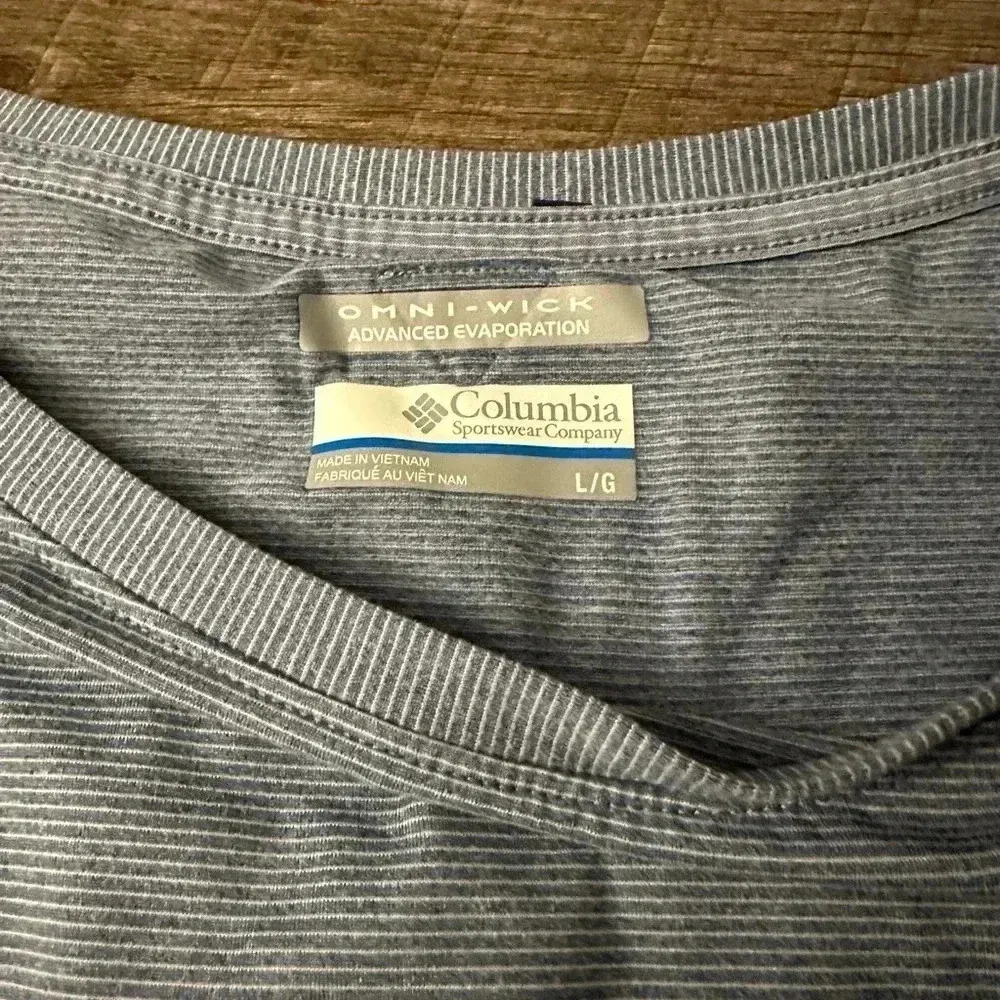 OMNI-WICK
ADVANCED EVAPORATION
Columbia
Sportswear Company
MADE IN VIETNAM
FABRIQUÉ AU VIÊT NAM
L/G